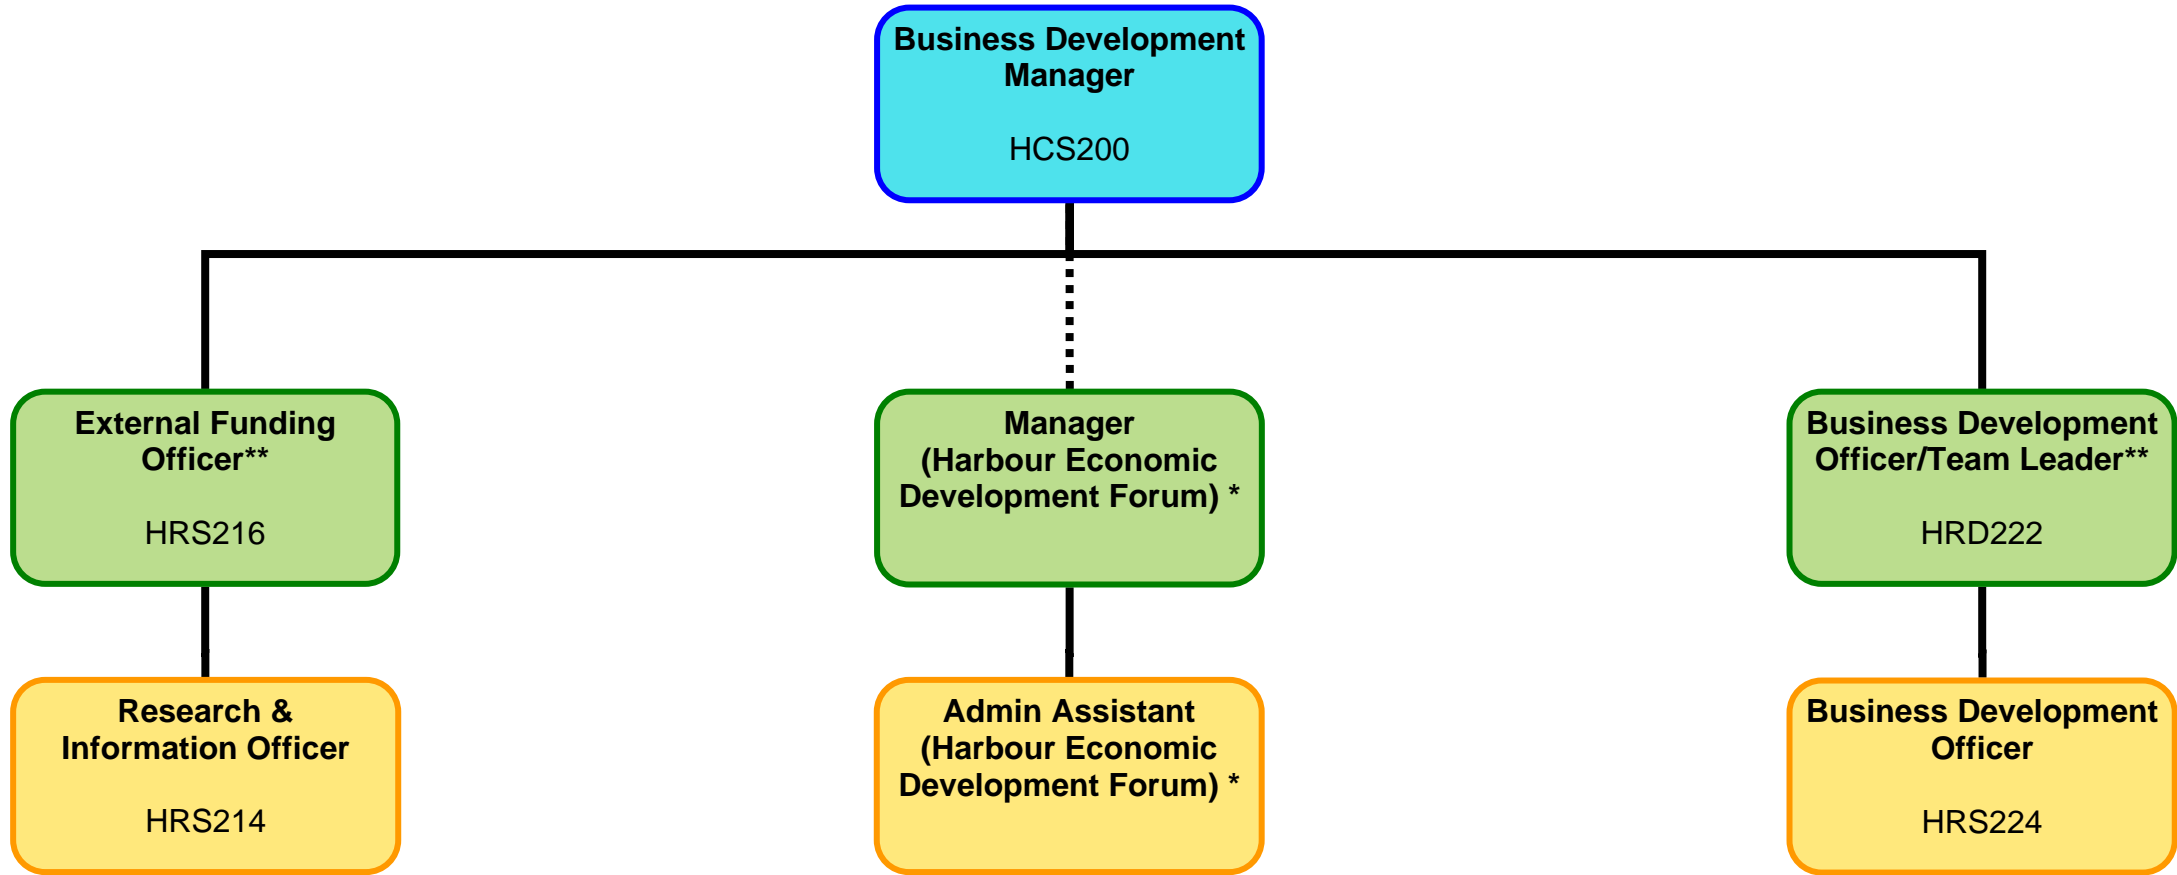 Business Development
Manager
HCS200
External Funding
Officer**
HRS216
Manager
(Harbour Economic
Development Forum) *
Business Development
Officer/Team Leader**
HRD222
Research &
Information Officer
HRS214
Admin Assistant
(Harbour Economic
Development Forum) *
Business Development
Officer
HRS224